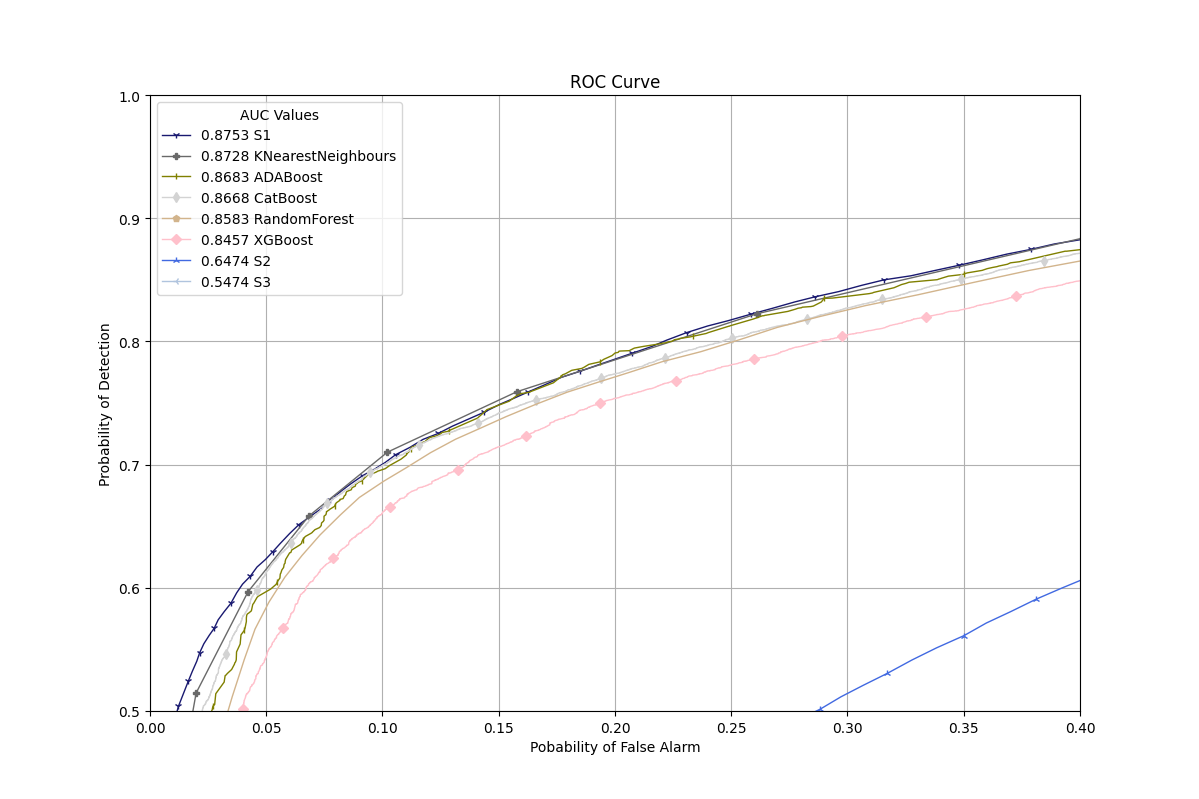 ROC Curve
AUC Values
0.8753 S1
0.8728 KNearestNeighbours
0.8683 ADABoost
0.8668 CatBoost
0.8583 RandomForest
0.8457 XGBoost
0.6474 S2
0.5474 S3
Probability of Detection
1.0
0.9
0.8
0.7
0.6
0.5
0.00 0.05 0.10 0.15 0.20 0.25 0.30 0.35 0.40
Pobability of False Alarm